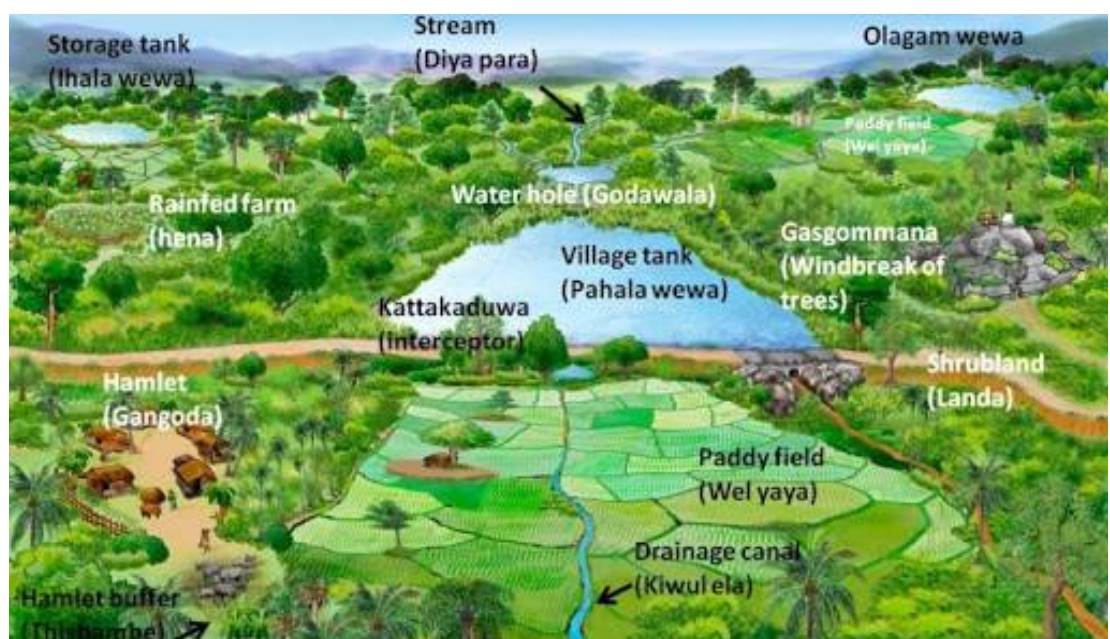 Storage tank
(Ihala wewa)
Stream
(Diya para)
Olagam wewa
Paddy field
(Wel yaya)
Water hole (Godawala)
Rainfed farm
(hena)
Gasgommana
(Windbreak of
trees)
Village tank
(Pahala wewa)
Kattakaduwa
(interceptor)
Shrubland
(Landa)
Hamlet
(Gangoda)
Paddy field
(Wel yaya)
Drainage canal
(Kiwul ela)
Hamlet buffer
(Thisbambe)